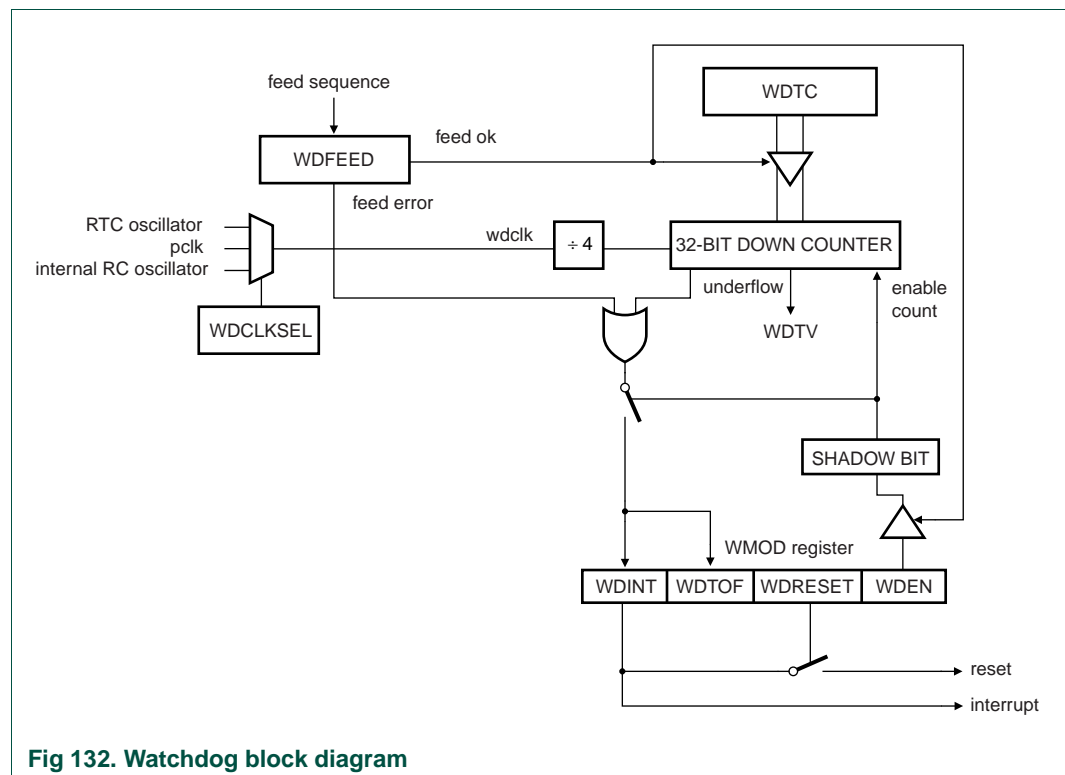 feed sequence
WDTC
WDFEED
feed ok
feed error
RTC oscillator
pclk
internal RC oscillator
wdclk
÷ 4
32-BIT DOWN COUNTER
WDCLKSEL
underflow
enable
count
WDTV
SHADOW BIT
WMOD register
WDINT WDTOF WDRESET WDEN
reset
interrupt
Fig 132. Watchdog block diagram